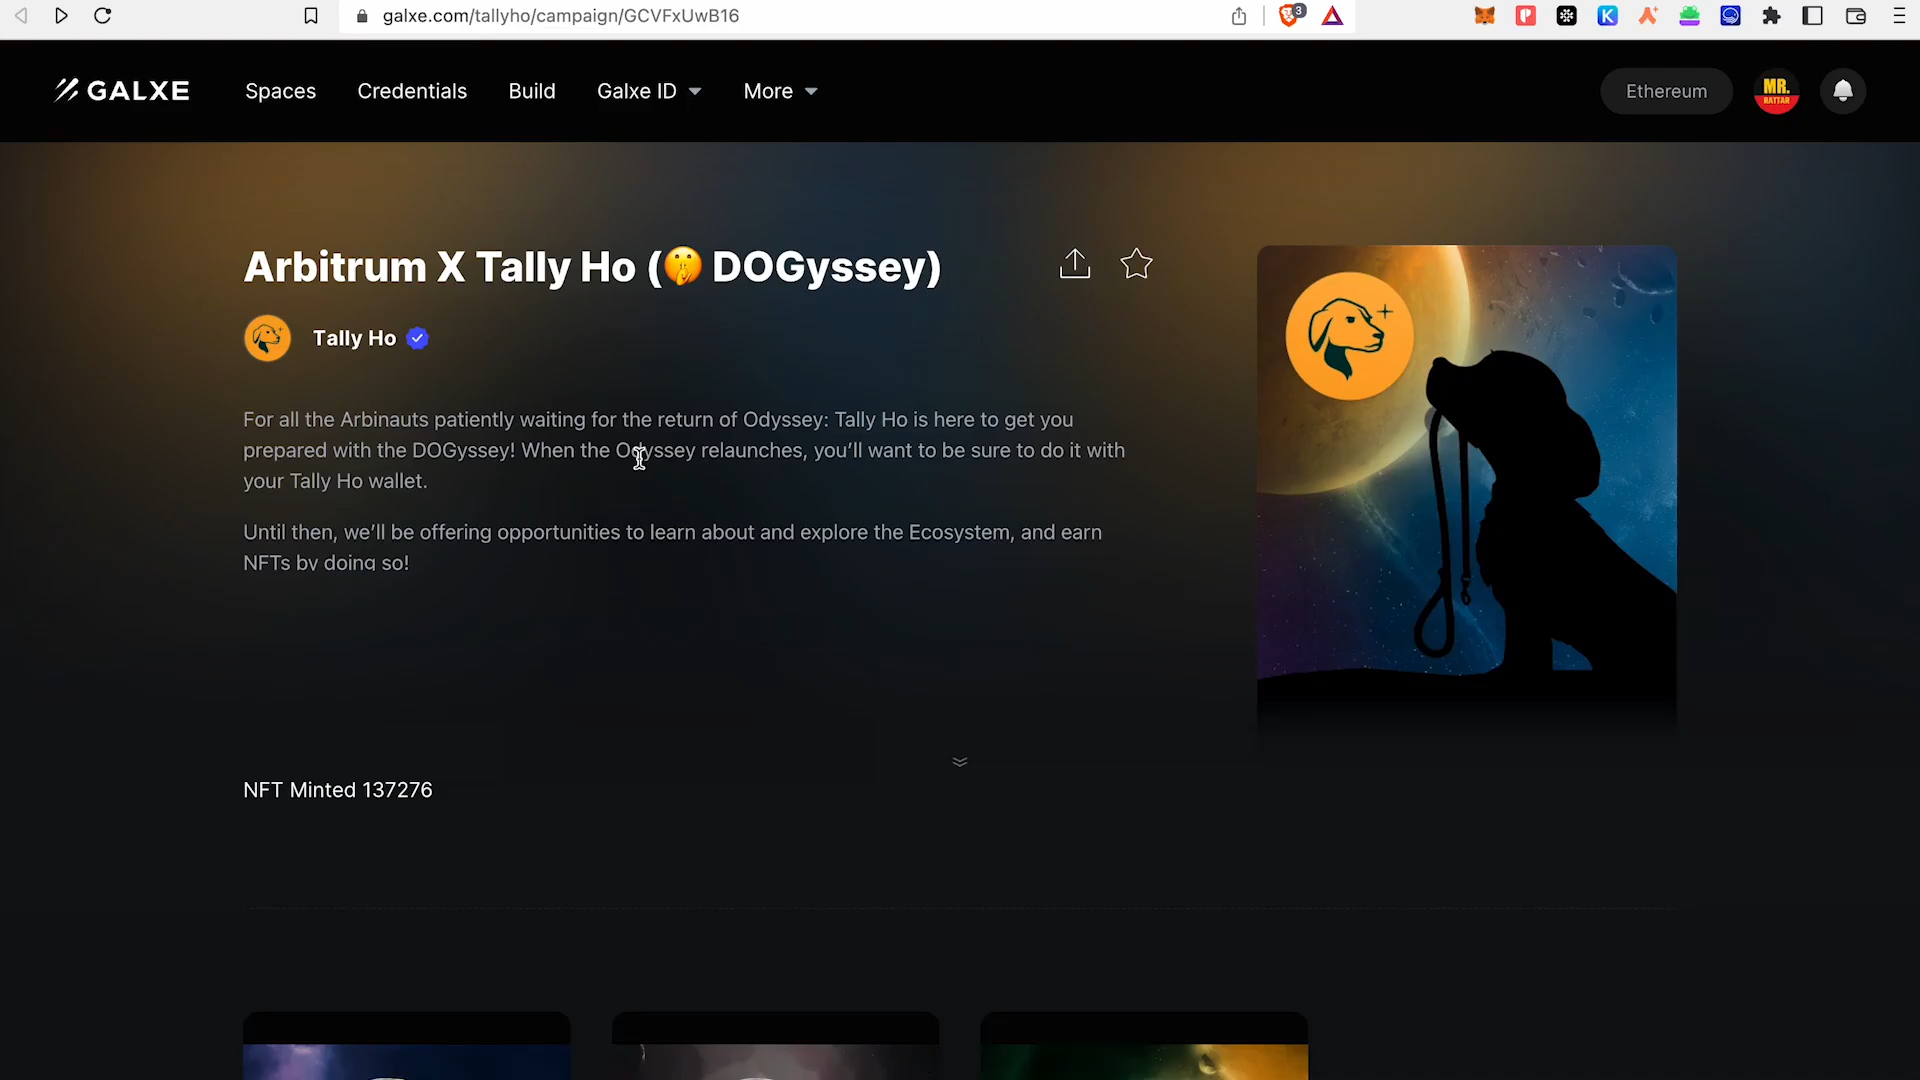 galxe.com/tallyho/campaign/GCVFxUwB16
3
GALXE
Spaces
Credentials
Build
Galxe ID
More
Ethereum
MR.
RATTAR
Arbitrum X Tally Ho (🤫 DOGyssey)
Tally Ho
For all the Arbinauts patiently waiting for the return of Odyssey: Tally Ho is here to get you
prepared with the DOGyssey! When the Odyssey relaunches, you’ll want to be sure to do it with
your Tally Ho wallet.
Until then, we’ll be offering opportunities to learn about and explore the Ecosystem, and earn
NFTs by doing so!
NFT Minted 137276